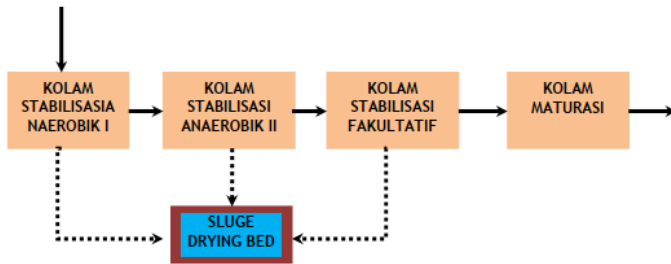 KOLAM
STABILISASIA
NAEROBIK I
KOLAM
STABILISASI
ANAEROBIK II
KOLAM
STABILISASI
FAKULTATIF
KOLAM
MATURASI
SLUGE
DRYING BED